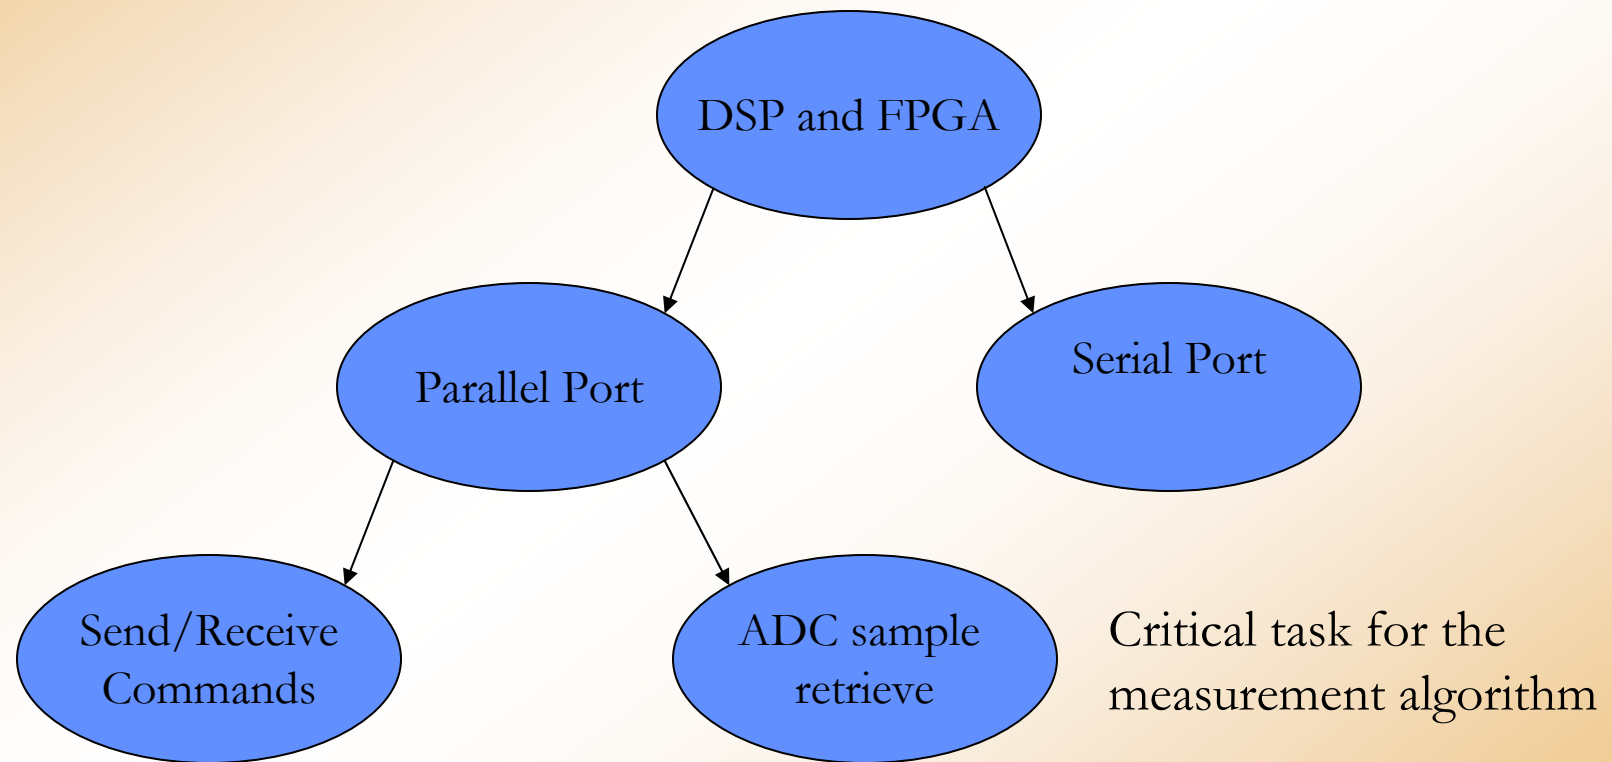 DSP and FPGA
Parallel Port
Serial Port
Send/Receive
Commands
ADC sample
retrieve
Critical task for the
measurement algorithm